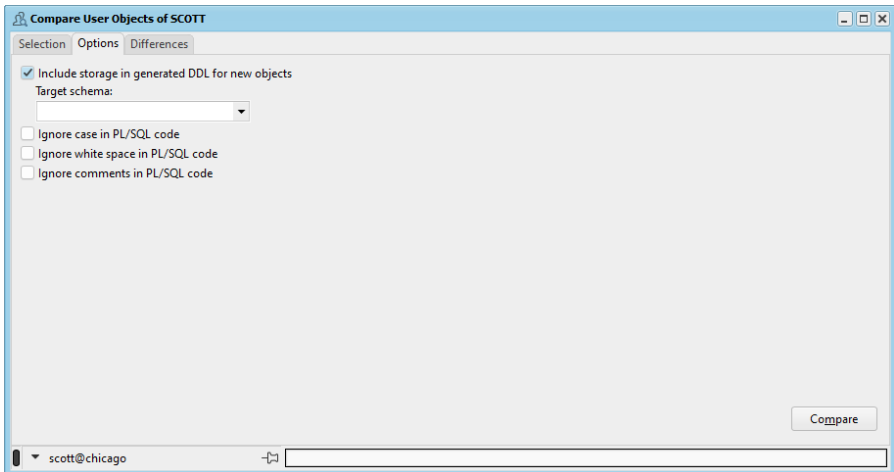 Compare User Objects of SCOTT
Selection Options Differences
Include storage in generated DDL for new objects
Target schema:
Ignore case in PL/SQL code
Ignore white space in PL/SQL code
Ignore comments in PL/SQL code
Compare
scott@chicago